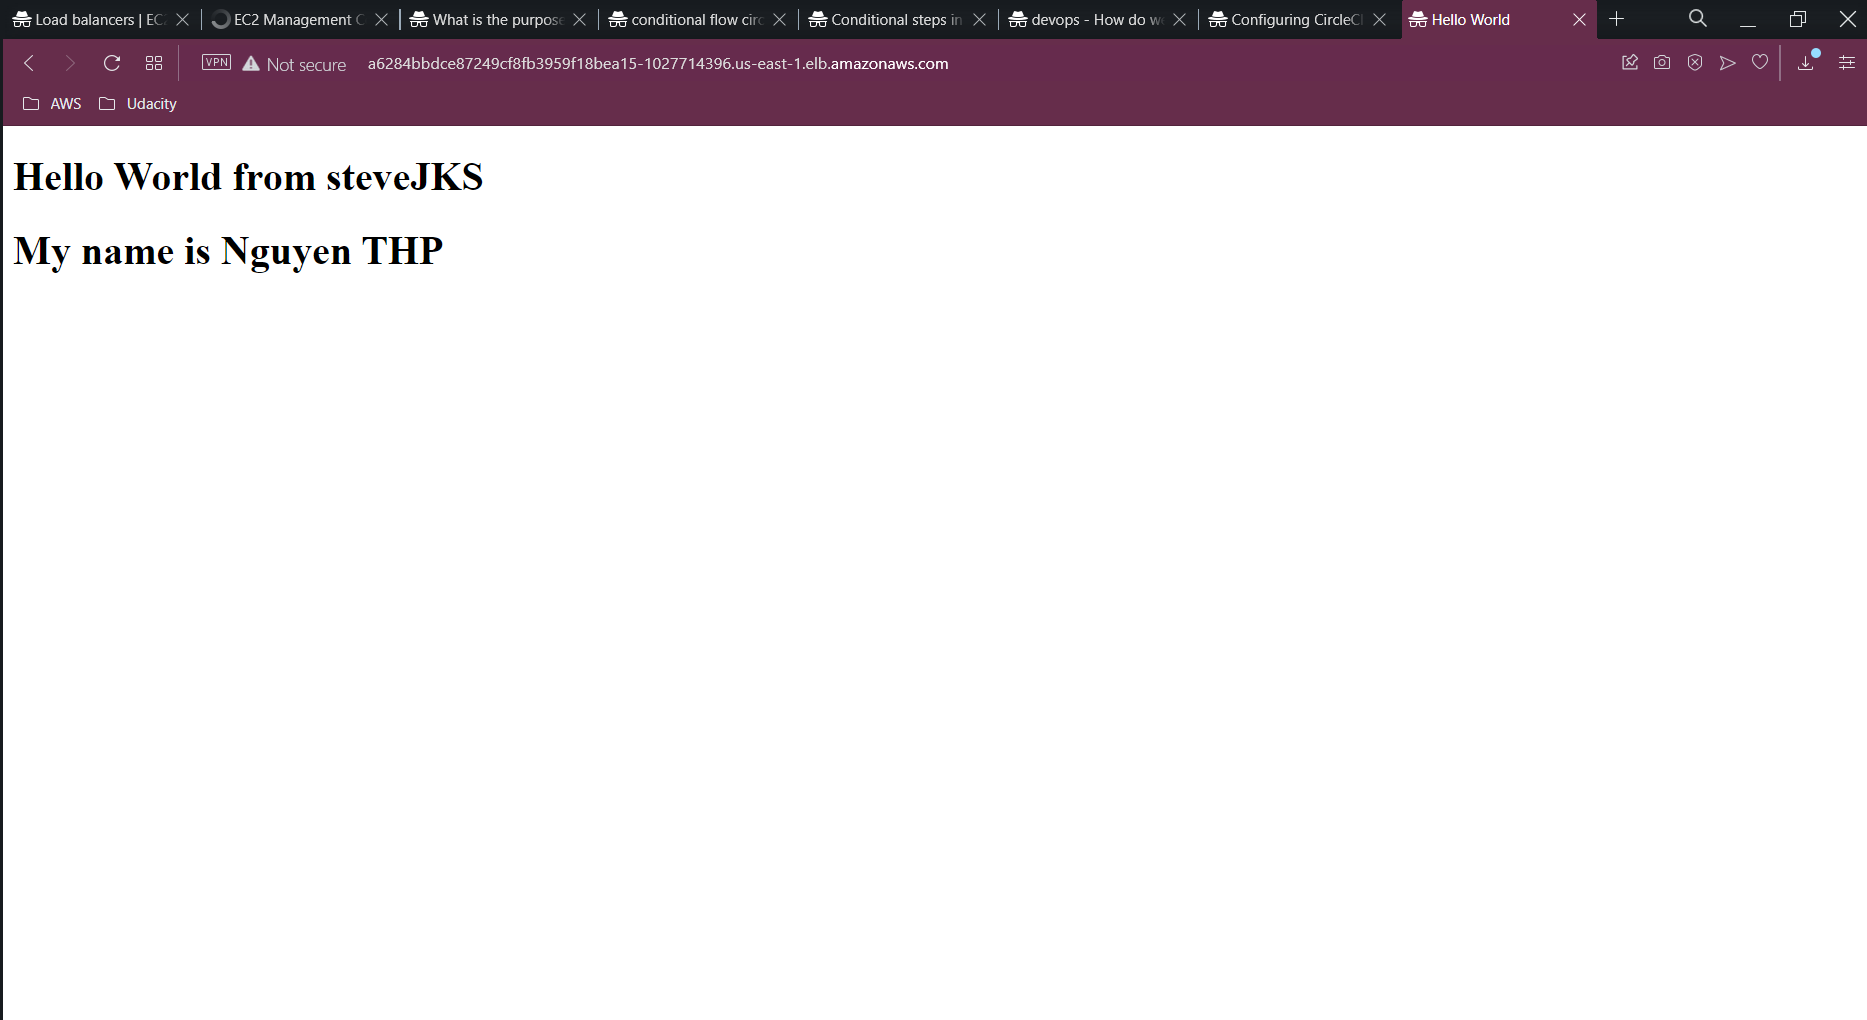 Load balancers | EC2
EC2 Management C
What is the purpose
conditional flow circ
Conditional steps in
devops - How do we
Configuring CircleCI
Hello World
VPN
Not secure
a6284bbdce87249cf8fb3959f18bea15-1027714396.us-east-1.elb.amazonaws.com
AWS
Udacity
Hello World from steveJKS
My name is Nguyen THP